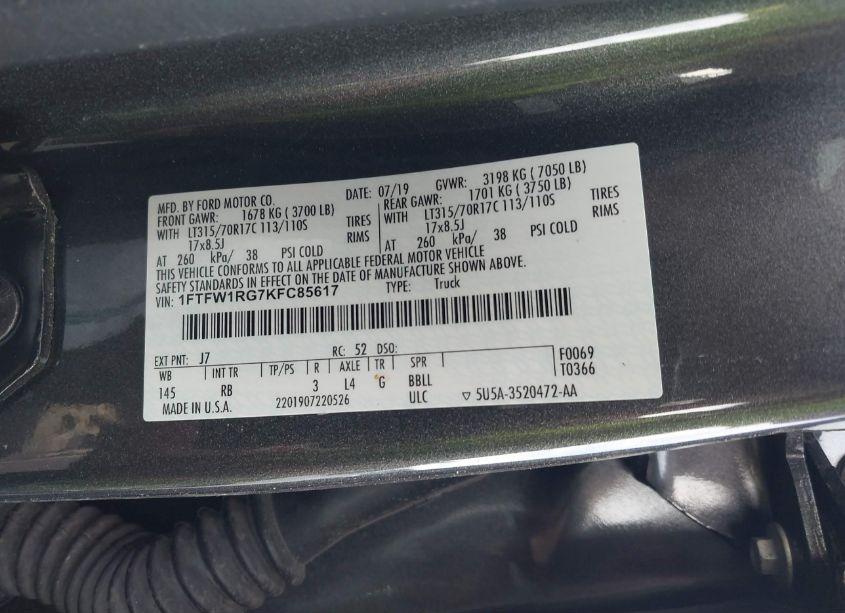 MFD. BY FORD MOTOR CO. DATE: 07/19 GVWR: 3198 KG ( 7050 LB)
FRONT GAWR: 1678 KG ( 3700 LB) REAR GAWR: 1701 KG ( 3750 LB)
WITH LT315/70R17C 113/110S TIRES WITH LT315/70R17C 113/110S TIRES
17x8.5J RIMS 17x8.5J RIMS
AT 260 kPa/ 38 PSI COLD AT 260 kPa/ 38 PSI COLD
THIS VEHICLE CONFORMS TO ALL APPLICABLE FEDERAL MOTOR VEHICLE
SAFETY STANDARDS IN EFFECT ON THE DATE OF MANUFACTURE SHOWN ABOVE.
VIN: 1FTFW1RG7KFC85617 TYPE: Truck
EXT PNT: J7 RC: 52 DSO: F0069
WB INT TR TP/PS R AXLE TR SPR T0366
145 RB 3 L4 G BBLL
MADE IN U.S.A. 2201907220526 ULC ▽ 5U5A-3520472-AA